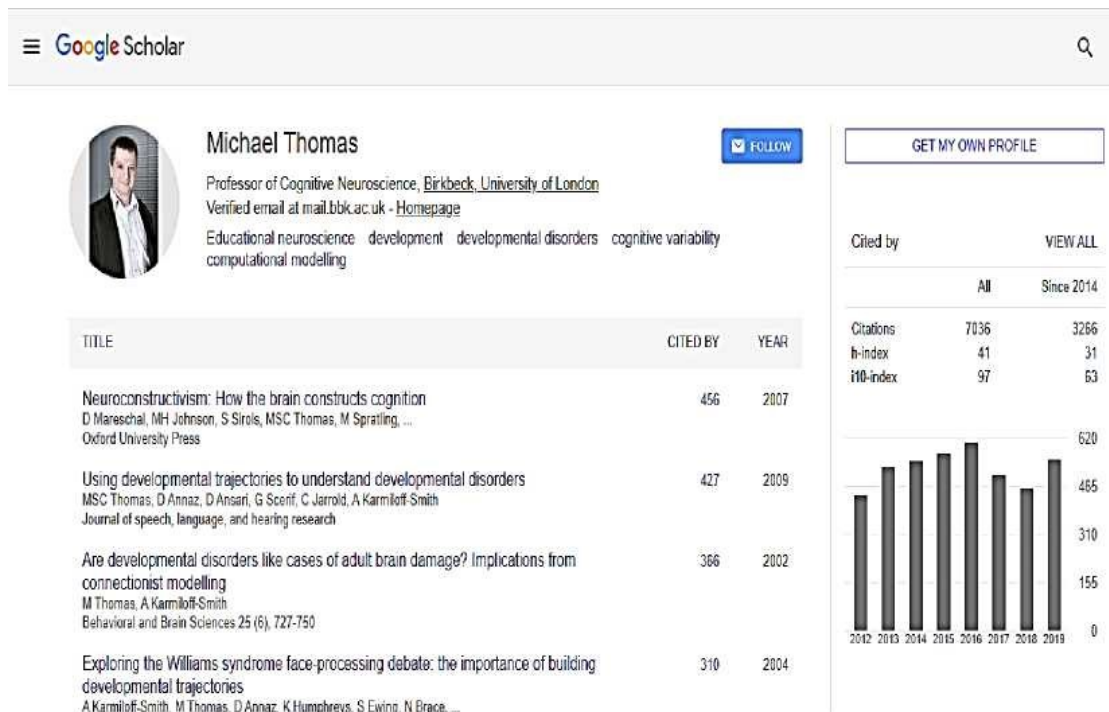 Google Scholar
Michael Thomas
FOLLOW
Professor of Cognitive Neuroscience, Birkbeck, University of London
Verified email at mail.bbk.ac.uk - Homepage
Educational neuroscience development developmental disorders cognitive variability
computational modelling
TITLE CITED BY YEAR
Neuroconstructivism: How the brain constructs cognition 456 2007
D Mareschal, MH Johnson, S Sirois, MSC Thomas, M Spratling, ...
Oxford University Press
Using developmental trajectories to understand developmental disorders 427 2009
MSC Thomas, D Annaz, D Ansari, G Scerif, C Jarrold, A Karmiloff-Smith
Journal of speech, language, and hearing research
Are developmental disorders like cases of adult brain damage? Implications from 366 2002
connectionist modelling
M Thomas, A Karmiloff-Smith
Behavioral and Brain Sciences 25 (6), 727-750
Exploring the Williams syndrome face-processing debate: the importance of building 310 2004
developmental trajectories
A Karmiloff-Smith, M Thomas, D Annaz, K Humphreys, S Ewing, N Brace, ...
GET MY OWN PROFILE
Cited by VIEW ALL
All Since 2014
Citations 7036 3266
h-index 41 31
i10-index 97 63
620
465
310
155
0
2012 2013 2014 2015 2016 2017 2018 2019